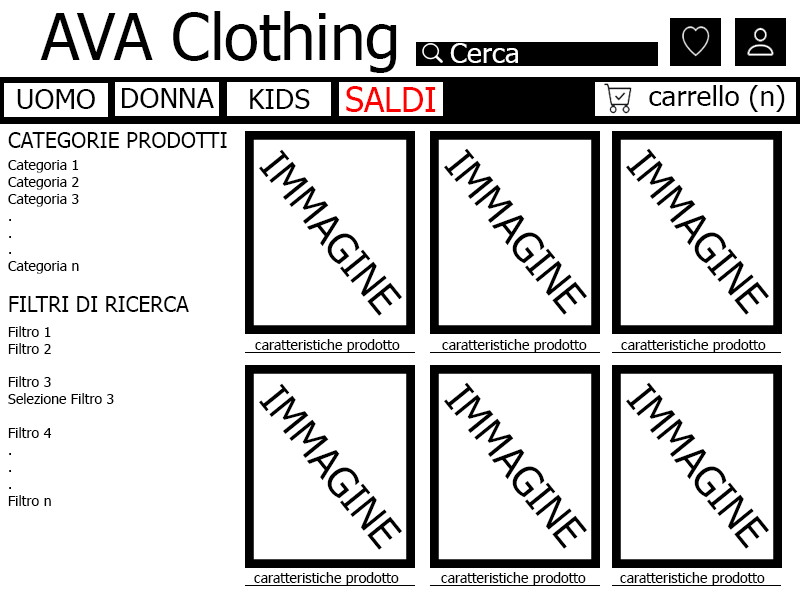 AVA Clothing
Cerca
UOMO
DONNA
KIDS
SALDI
carrello (n)
CATEGORIE PRODOTTI
Categoria 1
Categoria 2
Categoria 3
.
.
.
Categoria n
FILTRI DI RICERCA
Filtro 1
Filtro 2
Filtro 3
Selezione Filtro 3
Filtro 4
.
.
.
Filtro n
IMMAGINE
IMMAGINE
IMMAGINE
caratteristiche prodotto
caratteristiche prodotto
caratteristiche prodotto
IMMAGINE
IMMAGINE
IMMAGINE
caratteristiche prodotto
caratteristiche prodotto
caratteristiche prodotto